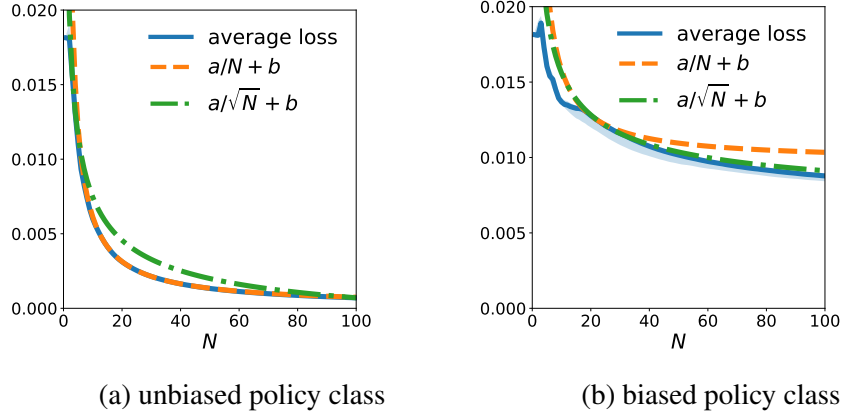 0.020
0.015
0.010
0.005
0.000
average loss
a/N + b
a/√N + b
0 20 40 60 80 100
N
(a) unbiased policy class
0.020
0.015
0.010
0.005
0.000
average loss
a/N + b
a/√N + b
0 20 40 60 80 100
N
(b) biased policy class